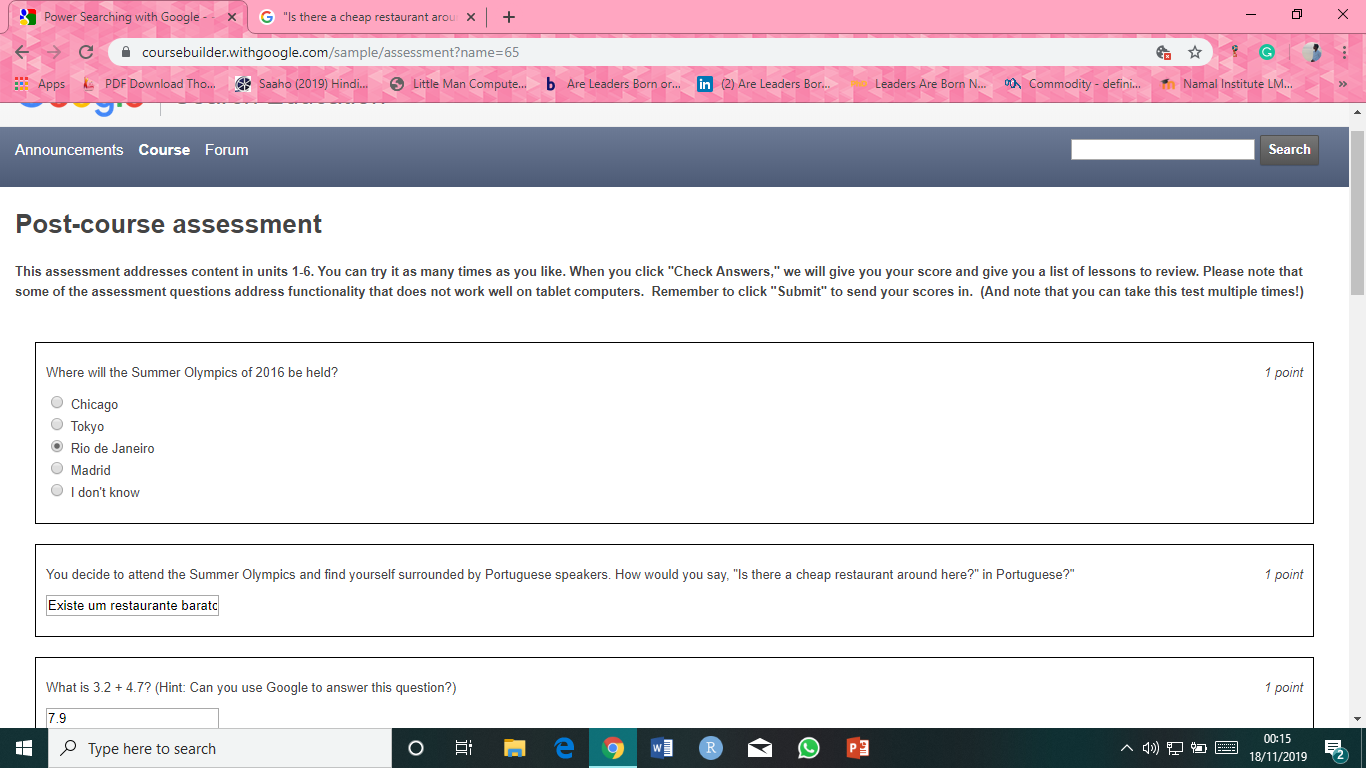 Power Searching with Google -
"Is there a cheap restaurant arou
coursebuilder.withgoogle.com/sample/assessment?name=65
Apps
PDF Download Tho...
Saaho (2019) Hindi...
Little Man Compute...
b Are Leaders Born or...
in (2) Are Leaders Bor...
Leaders Are Born N...
Commodity - defini...
Namal Institute LM...
»
Announcements Course Forum
Search
Post-course assessment
This assessment addresses content in units 1-6. You can try it as many times as you like. When you click "Check Answers," we will give you your score and give you a list of lessons to review. Please note that
some of the assessment questions address functionality that does not work well on tablet computers. Remember to click "Submit" to send your scores in. (And note that you can take this test multiple times!)
Where will the Summer Olympics of 2016 be held?
1 point
Chicago
Tokyo
Rio de Janeiro
Madrid
I don't know
You decide to attend the Summer Olympics and find yourself surrounded by Portuguese speakers. How would you say, "Is there a cheap restaurant around here?" in Portuguese?"
1 point
Existe um restaurante barato
What is 3.2 + 4.7? (Hint: Can you use Google to answer this question?)
1 point
7.9
Type here to search
00:15
18/11/2019
2